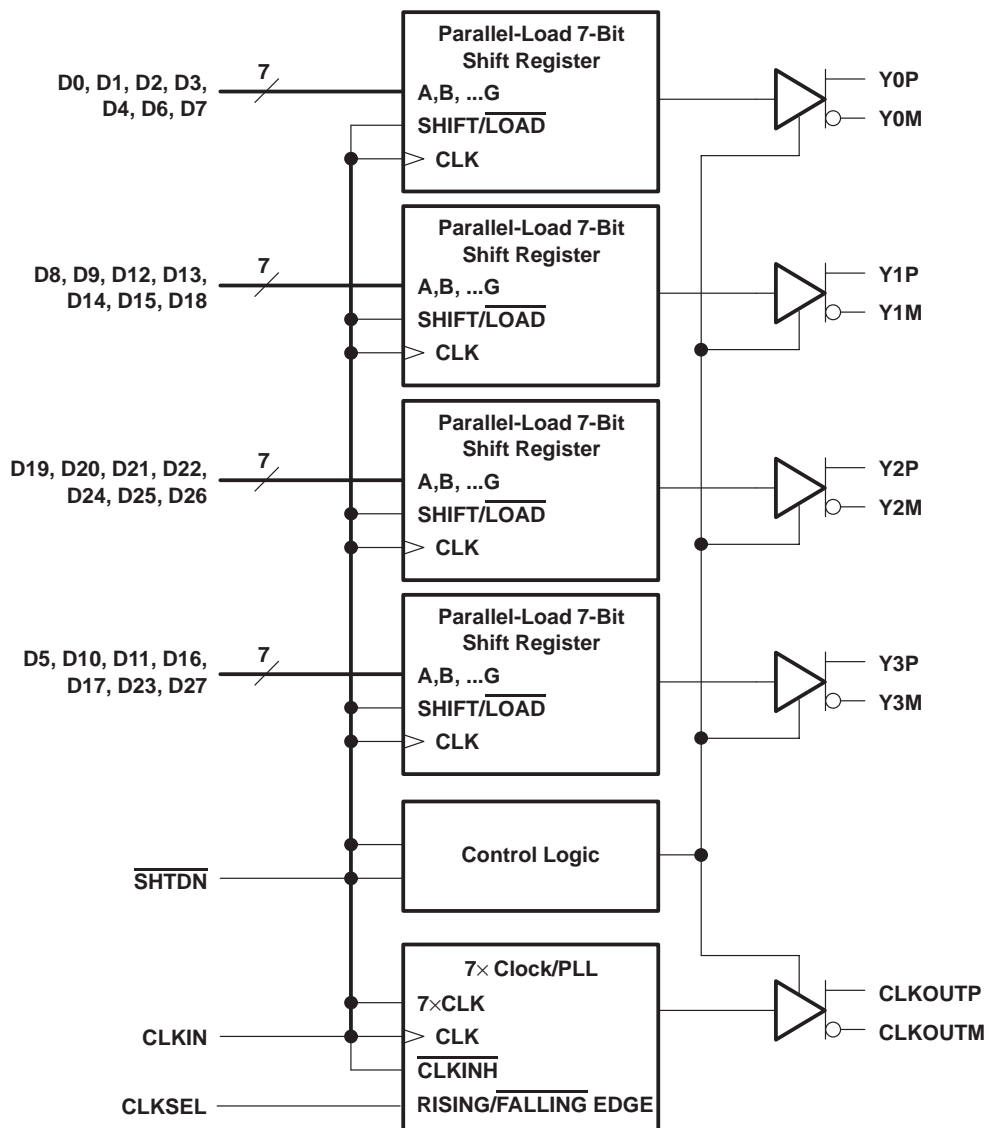 Parallel-Load 7-Bit
Shift Register
D0, D1, D2, D3,
D4, D6, D7
7
A,B, ...G
SHIFT/LOAD
CLK
Y0P
Y0M
Parallel-Load 7-Bit
Shift Register
D8, D9, D12, D13,
D14, D15, D18
7
A,B, ...G
SHIFT/LOAD
CLK
Y1P
Y1M
Parallel-Load 7-Bit
Shift Register
D19, D20, D21, D22,
D24, D25, D26
7
A,B, ...G
SHIFT/LOAD
CLK
Y2P
Y2M
Parallel-Load 7-Bit
Shift Register
D5, D10, D11, D16,
D17, D23, D27
7
A,B, ...G
SHIFT/LOAD
CLK
Y3P
Y3M
SHTDN
Control Logic
7× Clock/PLL
7×CLK
CLKIN
CLK
CLKINH
CLKSEL
RISING/FALLING EDGE
CLKOUTP
CLKOUTM